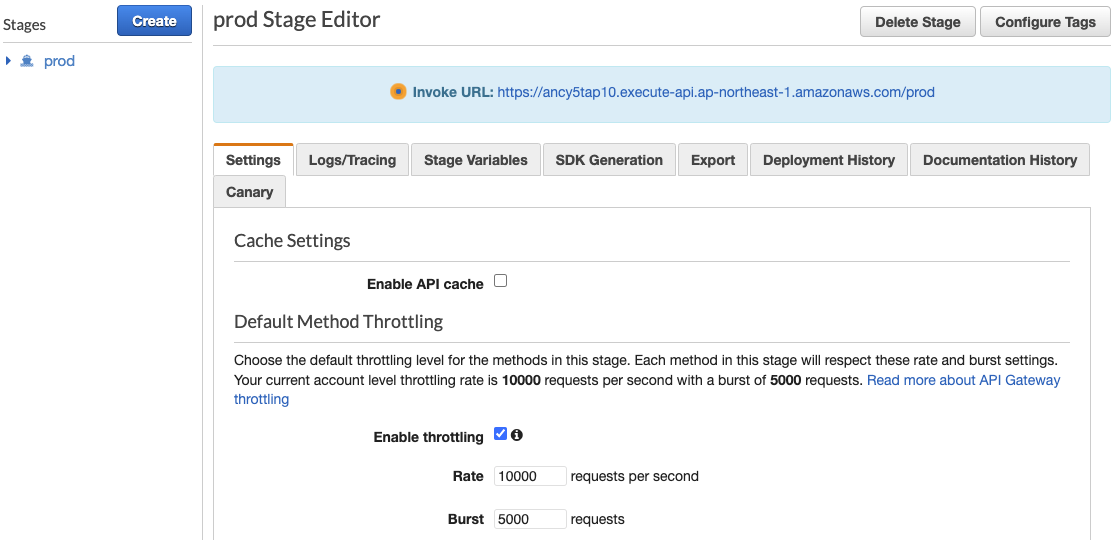 Stages
Create
prod
prod Stage Editor
Delete Stage
Configure Tags
Invoke URL: https://ancy5tap10.execute-api.ap-northeast-1.amazonaws.com/prod
Settings
Logs/Tracing
Stage Variables
SDK Generation
Export
Deployment History
Documentation History
Canary
Cache Settings
Enable API cache
Default Method Throttling
Choose the default throttling level for the methods in this stage. Each method in this stage will respect these rate and burst settings.
Your current account level throttling rate is 10000 requests per second with a burst of 5000 requests. Read more about API Gateway
throttling
Enable throttling
Rate 10000 requests per second
Burst 5000 requests